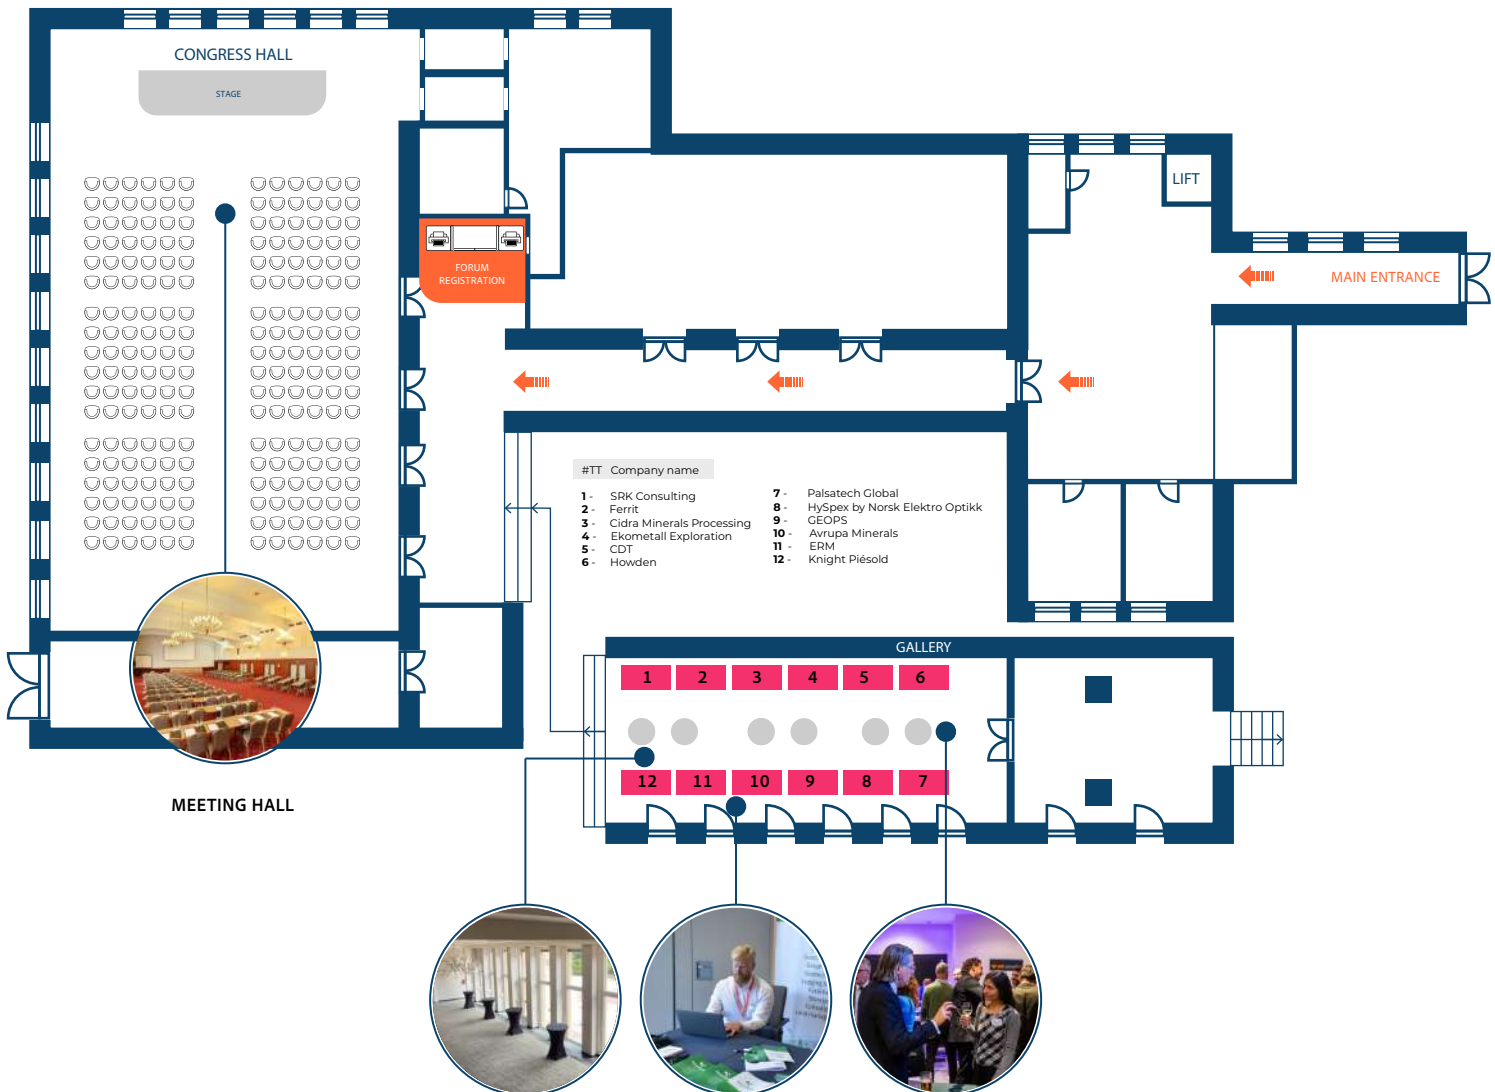 CONGRESS HALL
STAGE
LIFT
FORUM
REGISTRATION
MAIN ENTRANCE
#TT Company name
1 - SRK Consulting
2 - Ferrit
3 - Cidra Minerals Processing
4 - Ekometall Exploration
5 - CDT
6 - Howden
7 - Palsatech Global
8 - HySpex by Norsk Elektro Optikk
9 - GEOPS
10 - Avrupa Minerals
11 - ERM
12 - Knight Piésold
GALLERY
1 2 3 4 5 6
12 11 10 9 8 7
MEETING HALL